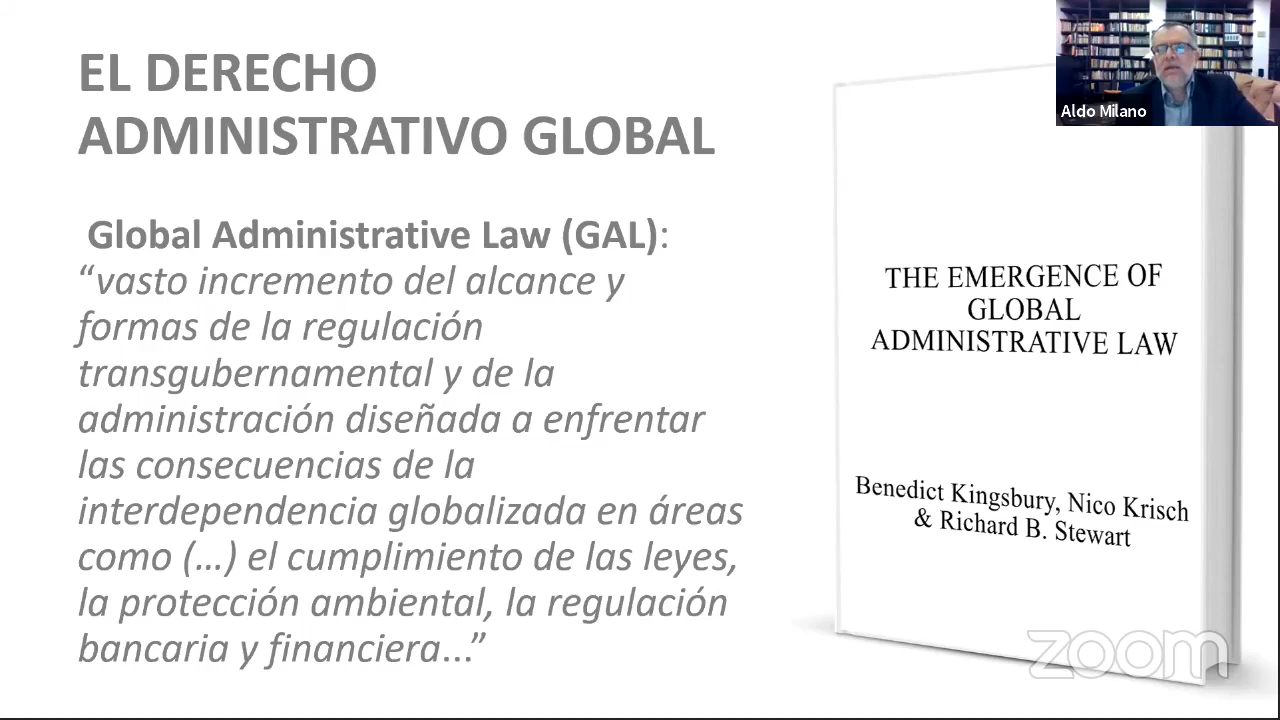 EL DERECHO
ADMINISTRATIVO GLOBAL
Global Administrative Law (GAL):
“vasto incremento del alcance y
formas de la regulación
transgubernamental y de la
administración diseñada a enfrentar
las consecuencias de la
interdependencia globalizada en áreas
como (…) el cumplimiento de las leyes,
la protección ambiental, la regulación
bancaria y financiera...”
THE EMERGENCE OF
GLOBAL
ADMINISTRATIVE LAW
Benedict Kingsbury, Nico Krisch
& Richard B. Stewart
Aldo Milano
zoom